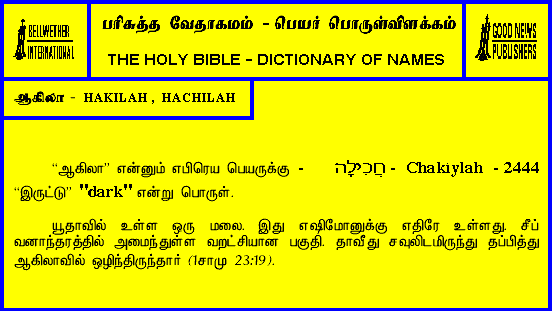 BELLWETHER
INTERNATIONAL
பரிசுத்த வேதாகமம் - பெயர் பொருள்விளக்கம்
THE HOLY BIBLE - DICTIONARY OF NAMES
GOOD NEWS
PUBLISHERS
ஆகிலா - HAKILAH , HACHILAH
“ஆகிலா” என்னும் எபிரெய பெயருக்கு - חֲכִילָה - Chakiylah - 2444
“இருட்டு” "dark" என்று பொருள்.
யூதாவில் உள்ள ஒரு மலை. இது எஷிமோனுக்கு எதிரே உள்ளது. சீப்
வனாந்தரத்தில் அமைந்துள்ள வறட்சியான பகுதி. தாவீது சவுலிடமிருந்து தப்பித்து
ஆகிலாவில் ஒழிந்திருந்தார் (1சாமு 23:19).